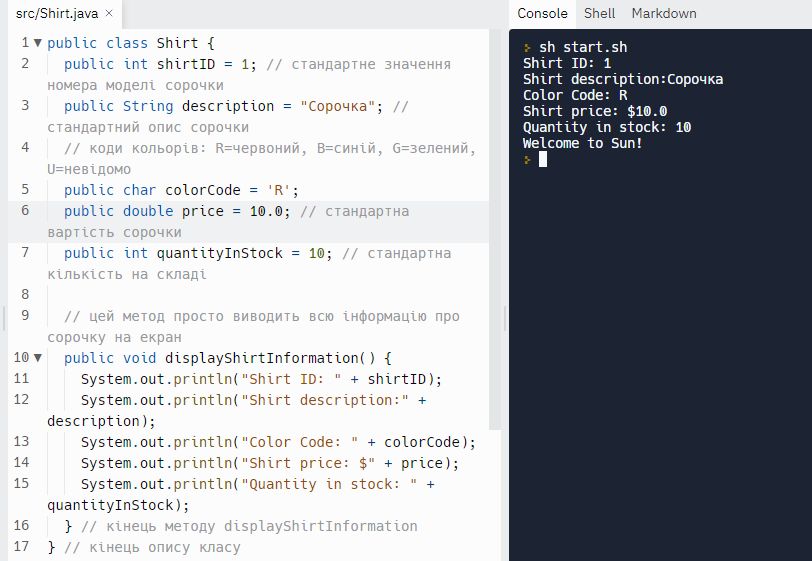 src/Shirt.java ×
1 ▼ public class Shirt {
2 public int shirtID = 1; // стандартне значення
номера моделі сорочки
3 public String description = "Сорочка"; //
стандартний опис сорочки
4 // коди кольорів: R=червоний, B=синій, G=зелений,
U=невідомо
5 public char colorCode = 'R';
6 public double price = 10.0; // стандартна
вартість сорочки
7 public int quantityInStock = 10; // стандартна
кількість на складі
8
9 // цей метод просто виводить всю інформацію про
сорочку на екран
10 ▼ public void displayShirtInformation() {
11 System.out.println("Shirt ID: " + shirtID);
12 System.out.println("Shirt description:" +
description);
13 System.out.println("Color Code: " + colorCode);
14 System.out.println("Shirt price: $" + price);
15 System.out.println("Quantity in stock: " +
quantityInStock);
16 } // кінець методу displayShirtInformation
17 } // кінець опису класу
Console Shell Markdown
> sh start.sh
Shirt ID: 1
Shirt description:Сорочка
Color Code: R
Shirt price: $10.0
Quantity in stock: 10
Welcome to Sun!
>